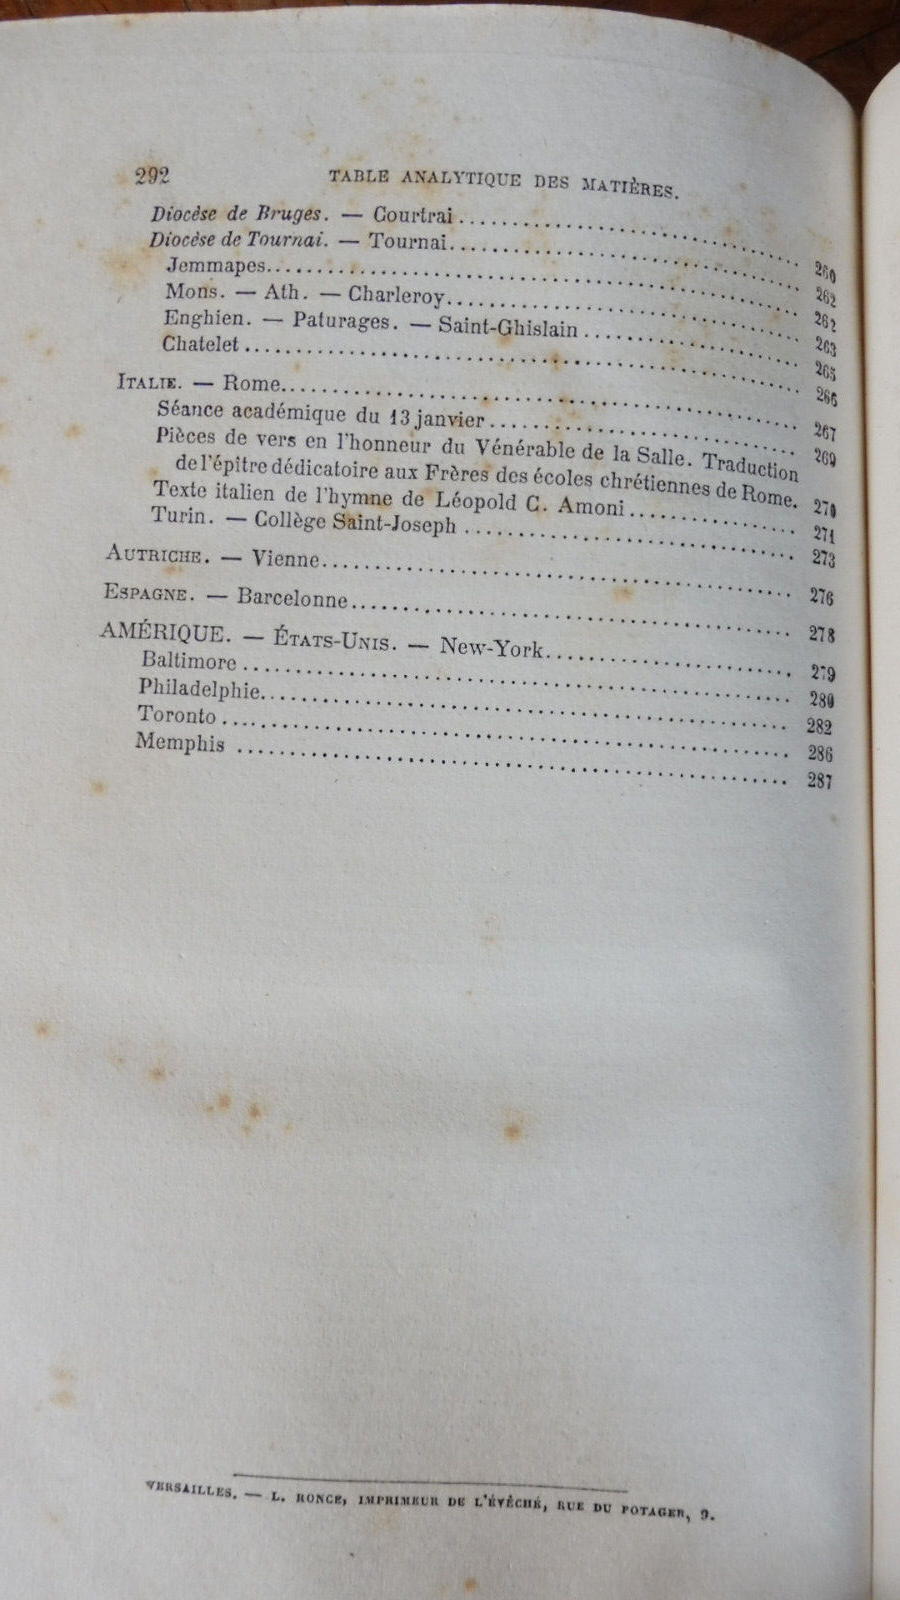 292 TABLE ANALYTIQUE DES MATIÈRES.
Diocèse de Bruges. — Courtrai........ 260
Diocèse de Tournai. — Tournai........ 262
Jemmapes........ 262
Mons. — Ath. — Charleroy........ 263
Enghien. — Paturages. — Saint-Ghislain........ 265
Chatelet........ 266
ITALIE. — Rome........ 267
Séance académique du 13 janvier........ 269
Pièces de vers en l'honneur du Vénérable de la Salle. Traduction
de l'épitre dédicatoire aux Frères des écoles chrétiennes de Rome. 270
Texte italien de l'hymne de Léopold C. Amoni........ 271
Turin. — Collège Saint-Joseph........ 273
AUTRICHE. — Vienne........ 276
ESPAGNE. — Barcelonne........ 278
AMÉRIQUE. — ÉTATS-UNIS. — New-York........ 279
Baltimore........ 280
Philadelphie........ 282
Toronto........ 286
Memphis........ 287
VERSAILLES. — L. RONCE, IMPRIMEUR DE L'ÉVÊCHÉ, RUE DU POTAGER, 9.